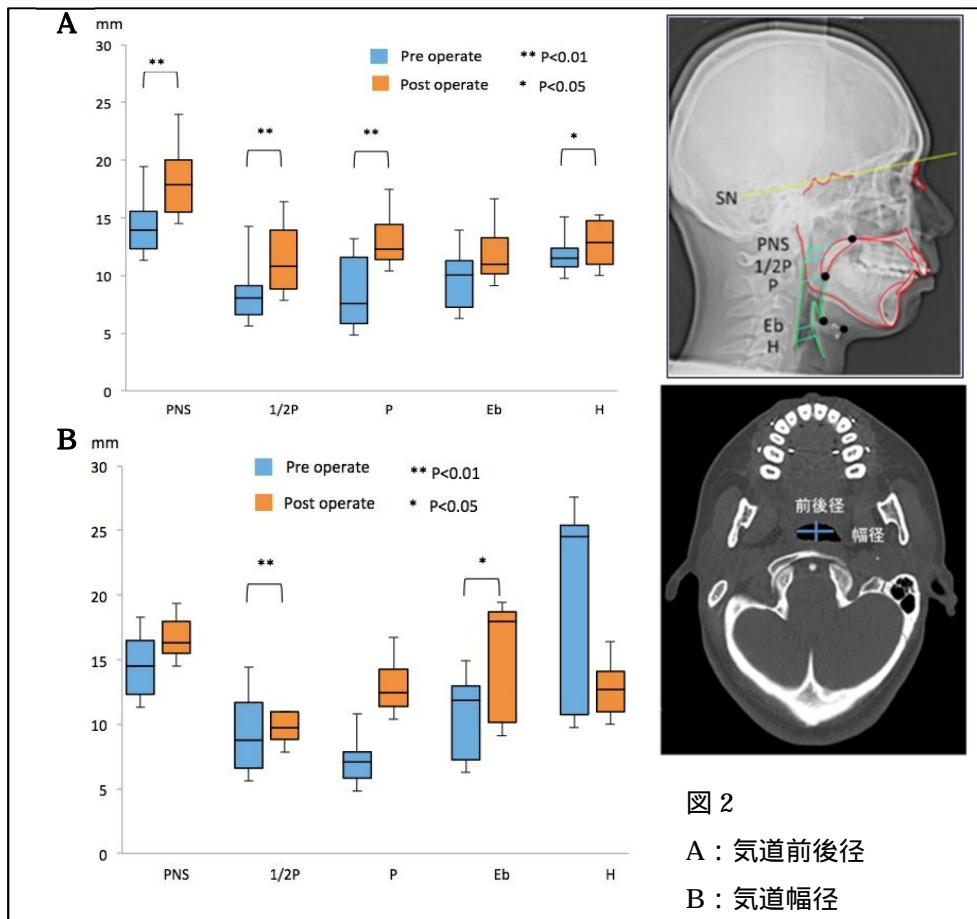 A
mm
30
25
20
15
10
5
0
Pre operate
** P<0.01
Post operate
* P<0.05
**
**
**
*
PNS 1/2P P Eb H
SN
PNS
1/2P
P
Eb
H
B
mm
30
25
20
15
10
5
0
Pre operate
** P<0.01
Post operate
* P<0.05
**
*
PNS 1/2P P Eb H
前後径
幅径
図 2
A：気道前後径
B：気道幅径